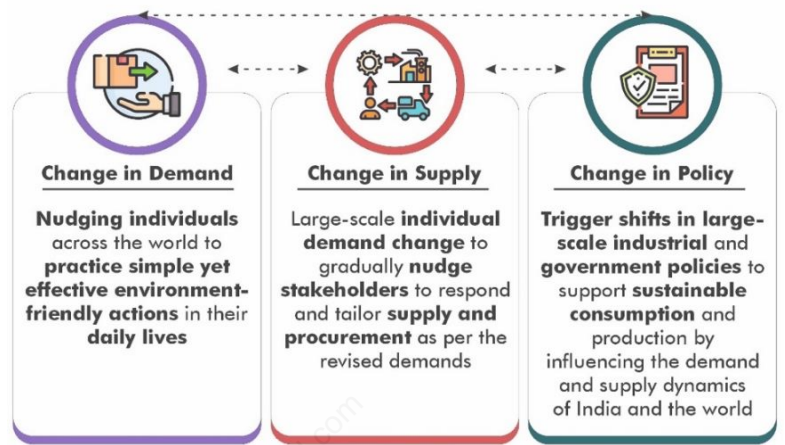 Change in Demand
Nudging individuals
across the world to
practice simple yet
effective environment-
friendly actions in their
daily lives
Change in Supply
Large-scale individual
demand change to
gradually nudge
stakeholders to respond
and tailor supply and
procurement as per the
revised demands
Change in Policy
Trigger shifts in large-
scale industrial and
government policies to
support sustainable
consumption and
production by
influencing the demand
and supply dynamics
of India and the world
.com